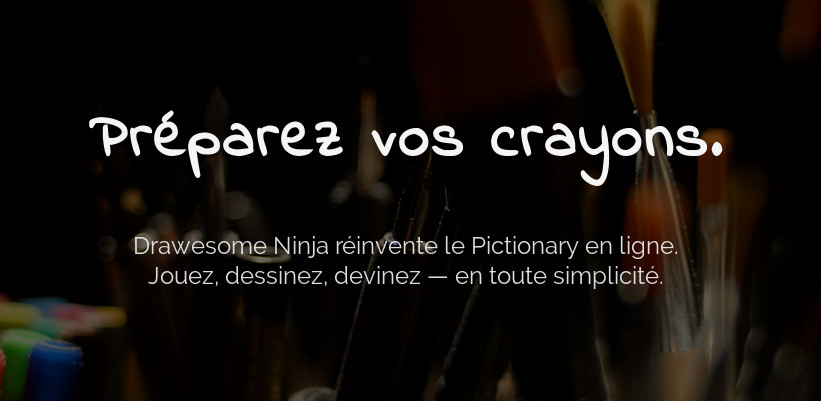 Préparez vos crayons.
Drawesome Ninja réinvente le Pictionary en ligne.
Jouez, dessinez, devinez — en toute simplicité.